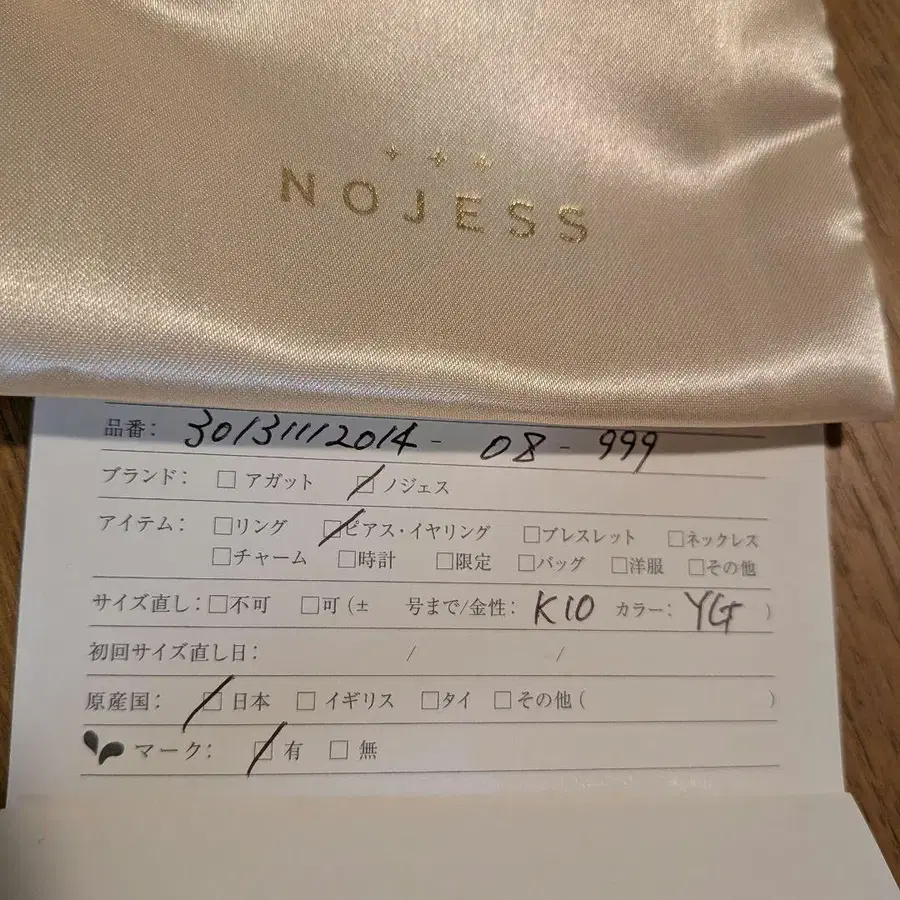 NOJESS
品番: 30131112014 - 08 - 999
ブランド: □ アガット ☑ ノジェス
アイテム: □リング ☑ピアス・イヤリング □ブレスレット □ネックレス
□チャーム □時計 □限定 □バッグ □洋服 □その他
サイズ直し: □不可 □可 (± 号まで/金性: K10 カラー: YG )
初回サイズ直し日: / /
原産国: ☑ 日本 □ イギリス □タイ □その他 ( )
マーク: ☑ 有 □ 無